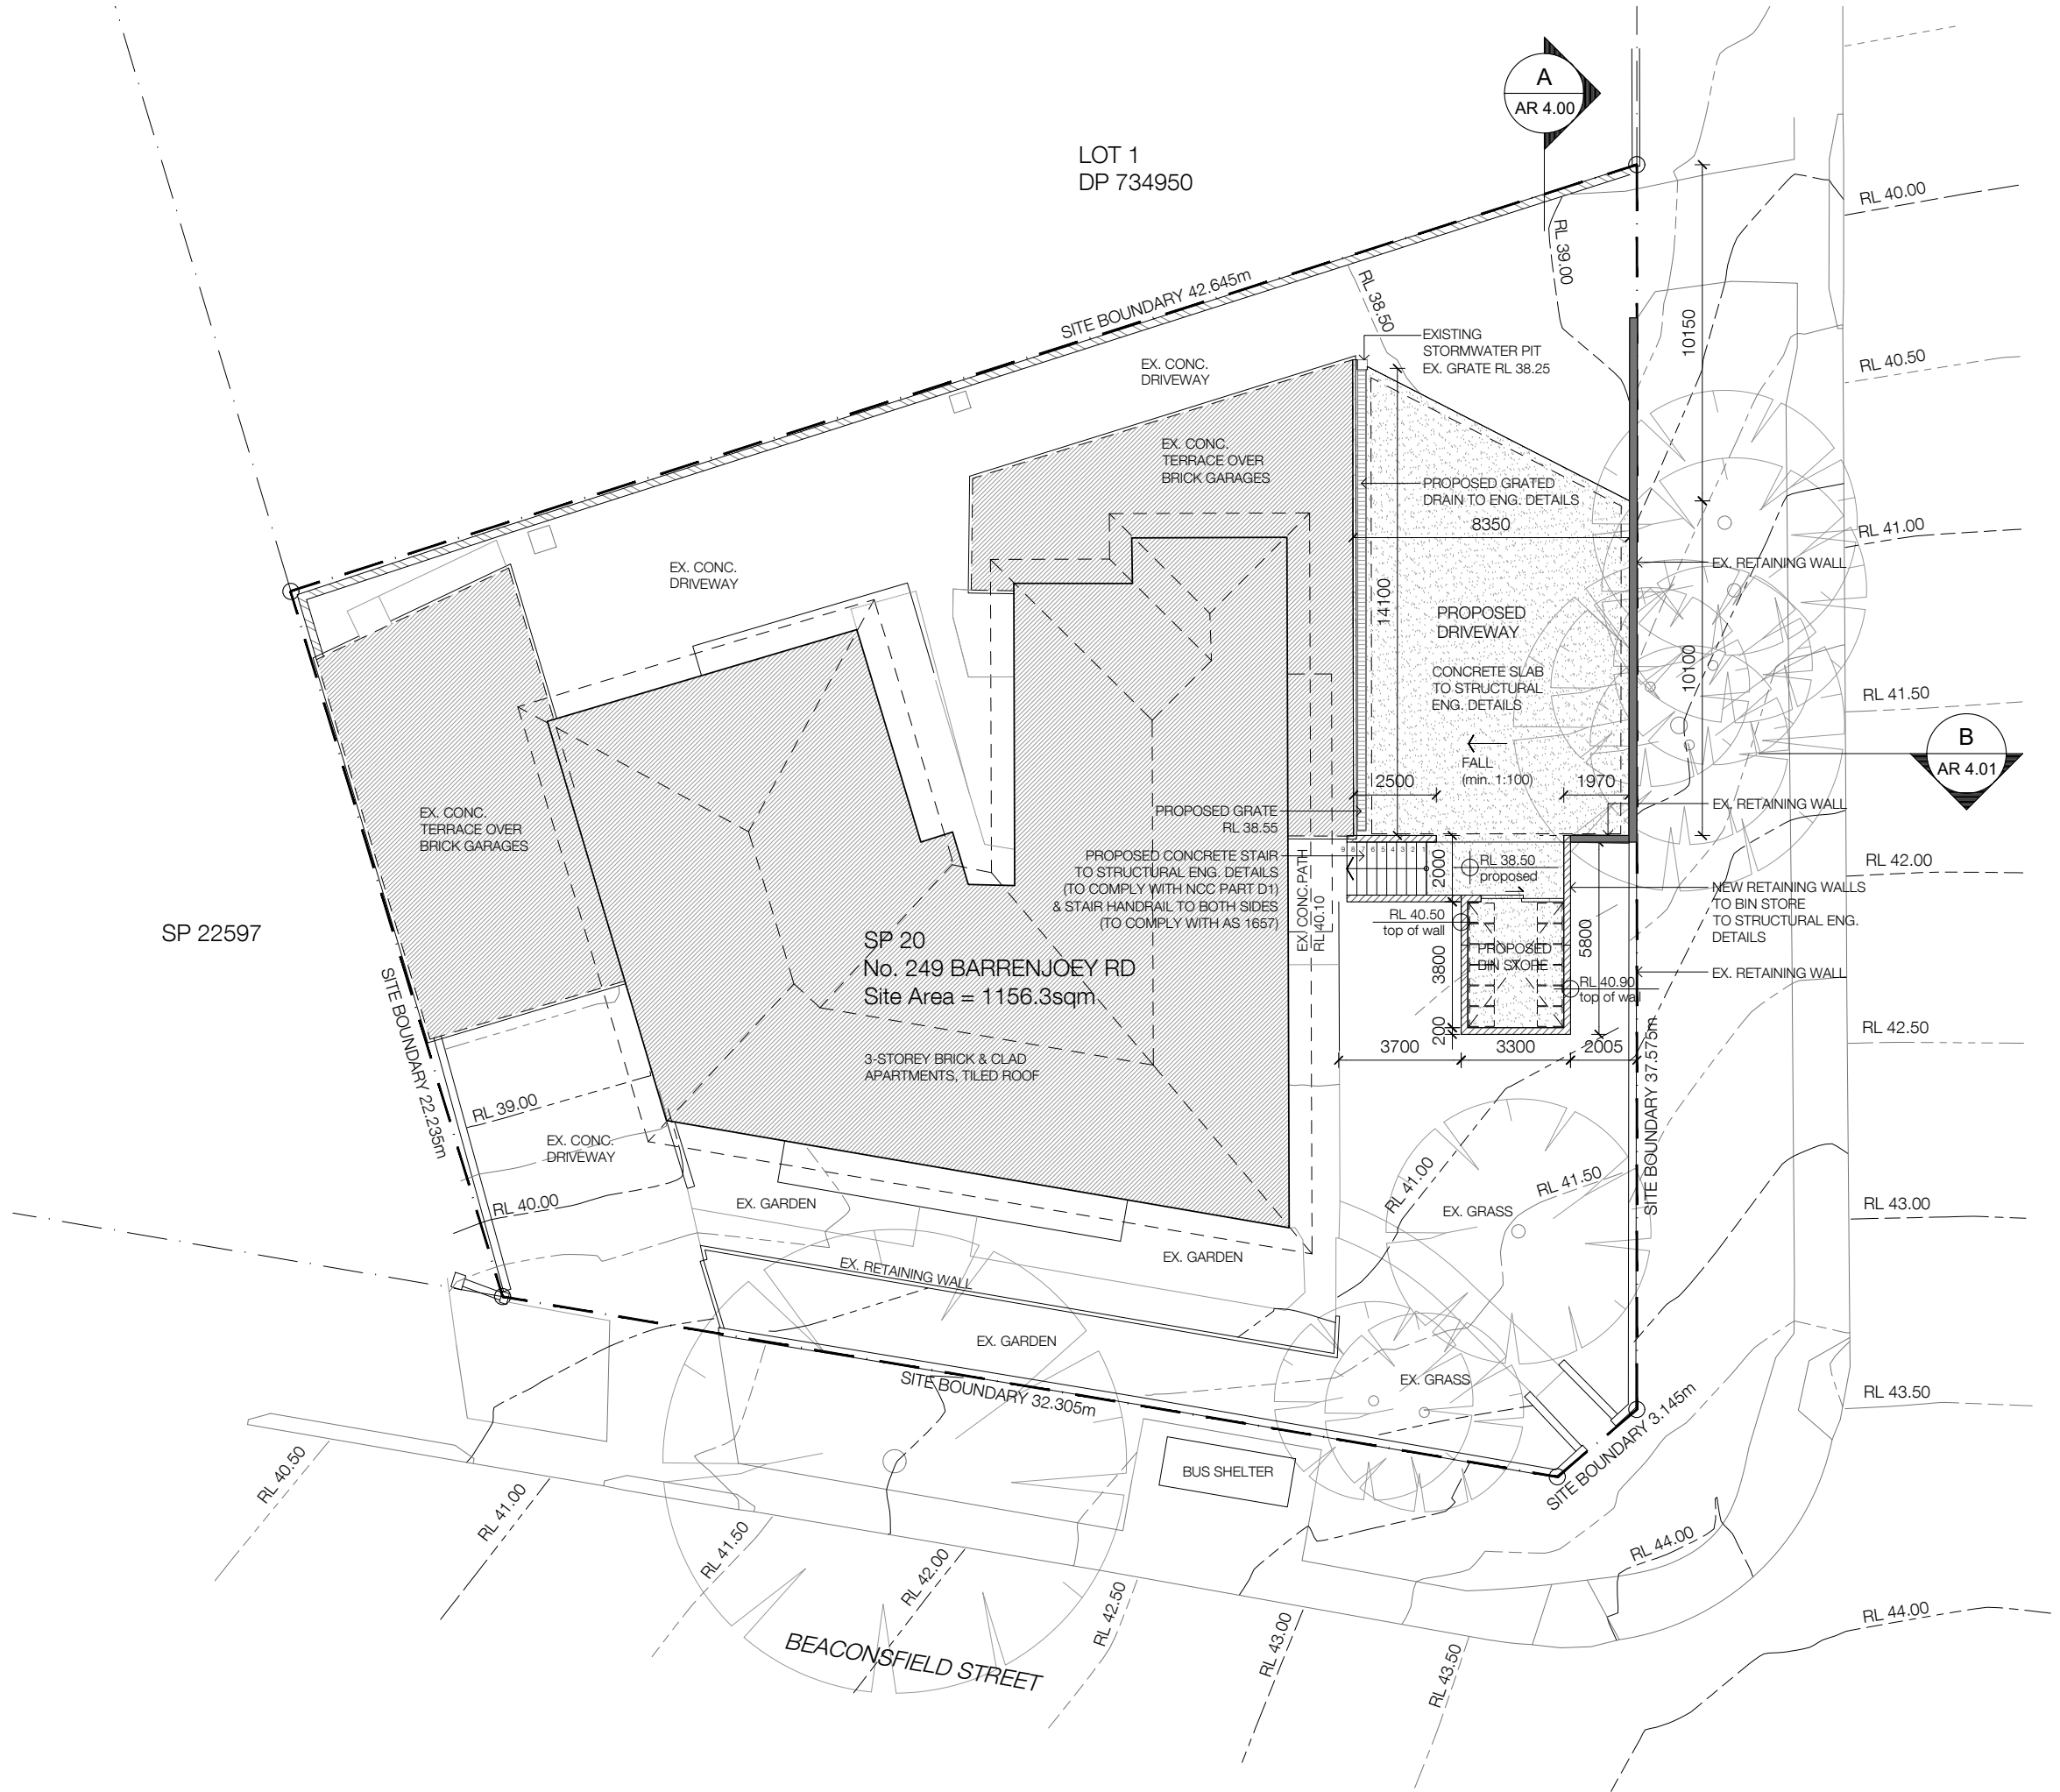 A
AR 4.00
LOT 1
DP 734950
RL 40.00
RL 39.00
SITE BOUNDARY 42.645m
RL 38.50
10150
EXISTING
STORMWATER PIT
EX. GRATE RL 38.25
RL 40.50
EX. CONC.
DRIVEWAY
EX. CONC.
TERRACE OVER
BRICK GARAGES
PROPOSED GRATED
DRAIN TO ENG. DETAILS
8350
RL 41.00
EX. RETAINING WALL
EX. CONC.
DRIVEWAY
14100
PROPOSED
DRIVEWAY
10100
CONCRETE SLAB
TO STRUCTURAL
ENG. DETAILS
RL 41.50
B
AR 4.01
FALL
(min. 1:100)
2500
1970
EX. RETAINING WALL
EX. CONC.
TERRACE OVER
BRICK GARAGES
PROPOSED GRATE
RL 38.55
PROPOSED CONCRETE STAIR
TO STRUCTURAL ENG. DETAILS
(TO COMPLY WITH NCC PART D1)
& STAIR HANDRAIL TO BOTH SIDES
(TO COMPLY WITH AS 1657)
EX. CONC.PATH
RL 40.10
9 8 7 6 5 4 3 2 1
2000
RL 38.50
proposed
RL 42.00
NEW RETAINING WALLS
TO BIN STORE
TO STRUCTURAL ENG.
DETAILS
RL 40.50
top of wall
SP 22597
SP 20
No. 249 BARRENJOEY RD
Site Area = 1156.3sqm
3800
PROPOSED
BIN STORE
5800
EX. RETAINING WALL
RL 40.90
top of wall
200
3700
3300
2005
RL 42.50
SITE BOUNDARY 37.575m
SITE BOUNDARY 22.235m
3-STOREY BRICK & CLAD
APARTMENTS, TILED ROOF
RL 39.00
EX. CONC.
DRIVEWAY
RL 40.00
EX. GARDEN
RL 41.00
RL 41.50
EX. GRASS
RL 43.00
EX. GARDEN
EX. RETAINING WALL
EX. GARDEN
EX. GRASS
SITE BOUNDARY 32.305m
RL 43.50
SITE BOUNDARY 3.145m
BUS SHELTER
RL 40.50
RL 41.00
RL 41.50
RL 42.00
RL 42.50
RL 43.00
RL 43.50
RL 44.00
RL 44.00
BEACONSFIELD STREET